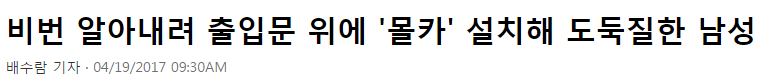 비번 알아내려 출입문 위에 '몰카' 설치해 도둑질한 남성
배수람 기자 · 04/19/2017 09:30AM